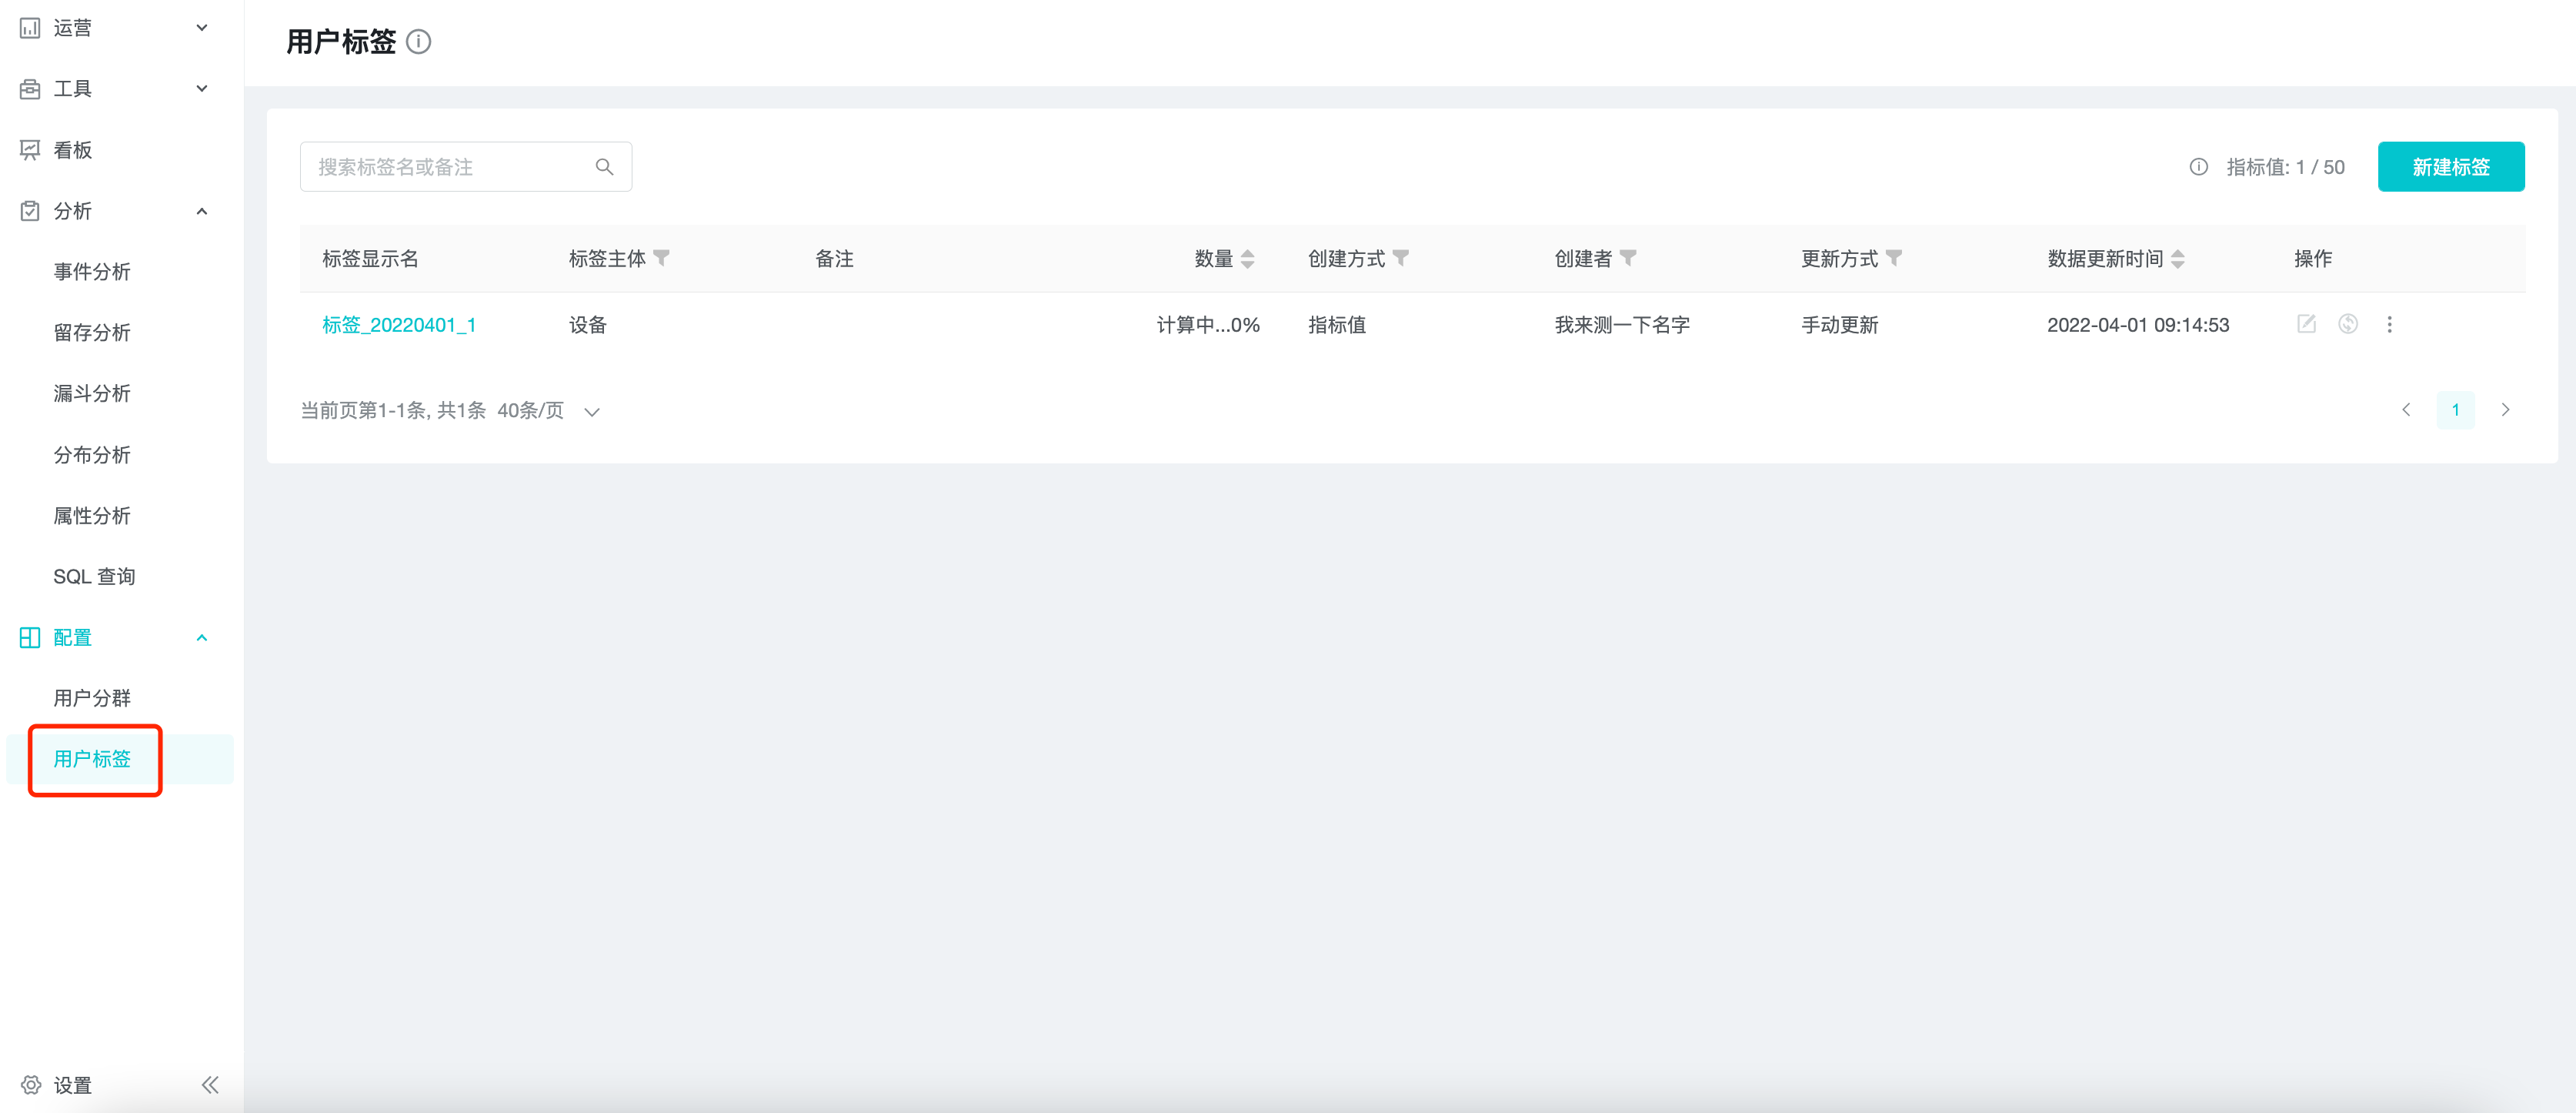 运营
工具
看板
分析
事件分析
留存分析
漏斗分析
分布分析
属性分析
SQL 查询
配置
用户分群
用户标签
设置
用户标签
搜索标签名或备注
指标值: 1 / 50
新建标签
标签显示名 标签主体 备注 数量 创建方式 创建者 更新方式 数据更新时间 操作
标签_20220401_1 设备 计算中...0% 指标值 我来测一下名字 手动更新 2022-04-01 09:14:53
当前页第1-1条, 共1条 40条/页
1